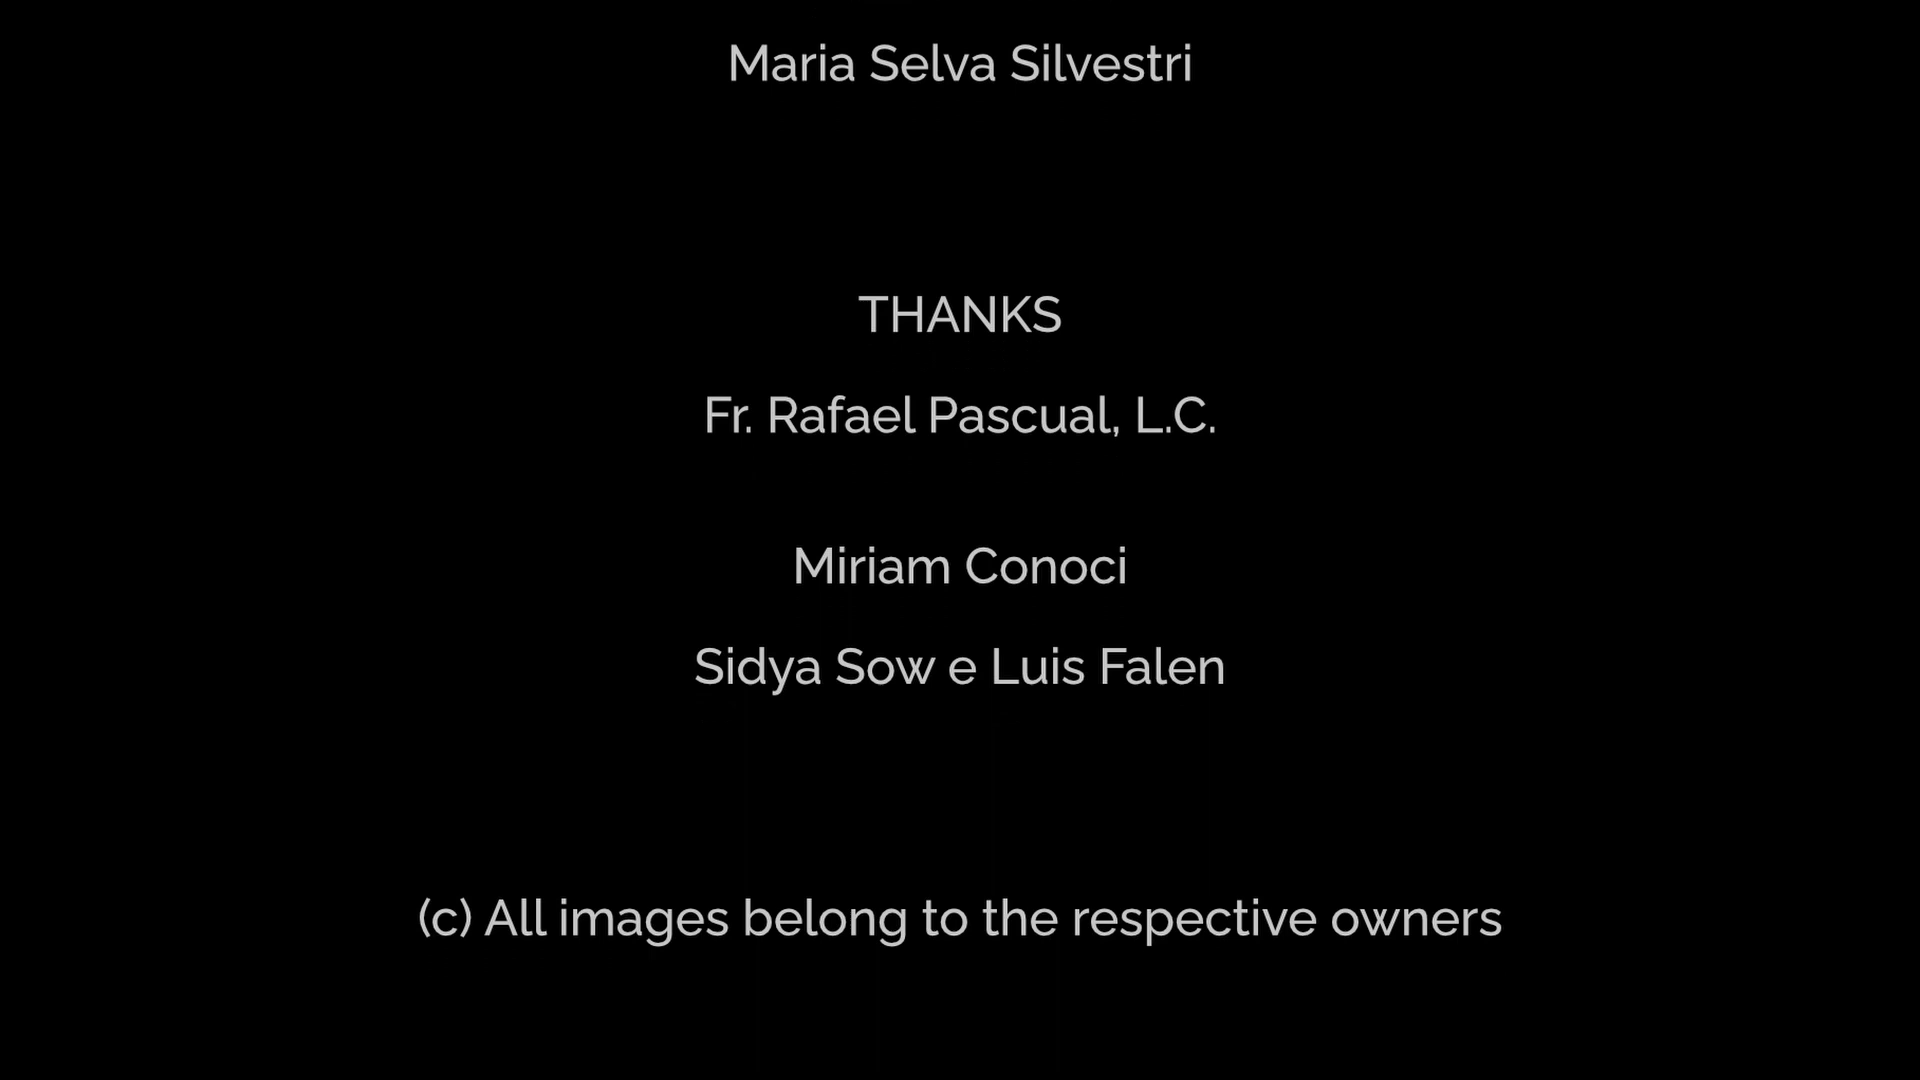 Maria Selva Silvestri
THANKS
Fr. Rafael Pascual, L.C.
Miriam Conoci
Sidya Sow e Luis Falen
(c) All images belong to the respective owners